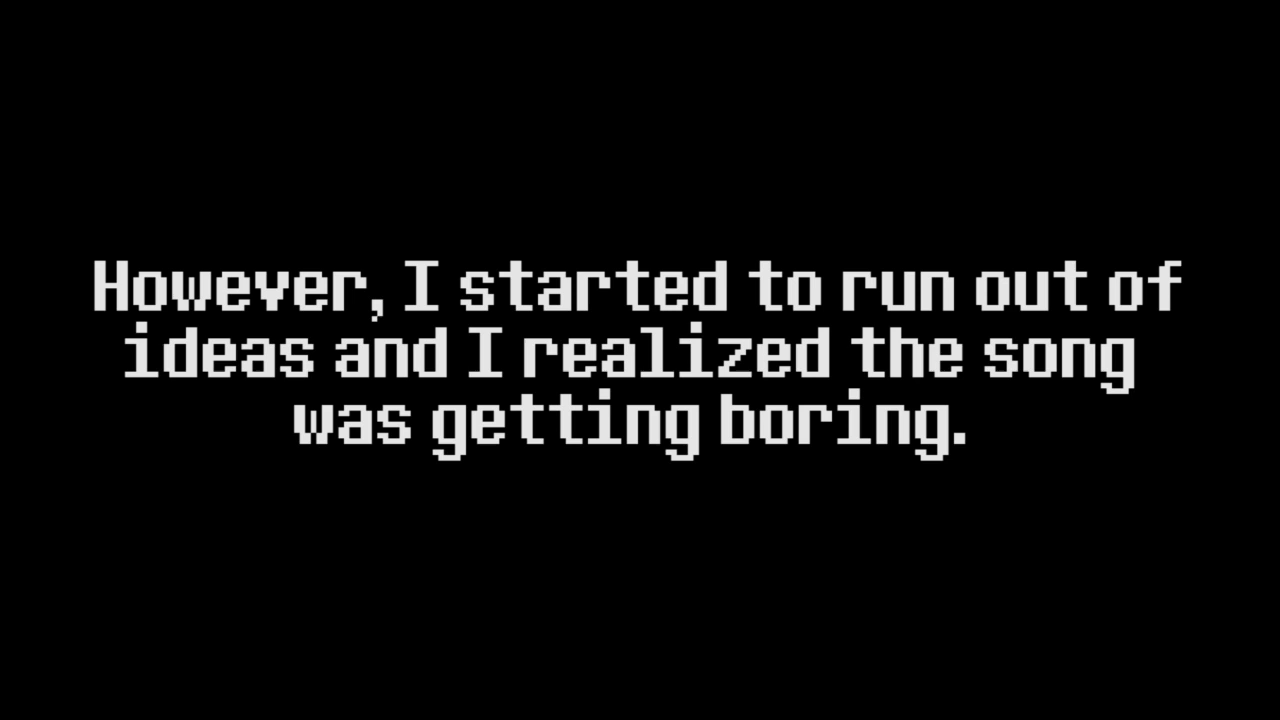 However, I started to run out of
ideas and I realized the song
was getting boring.